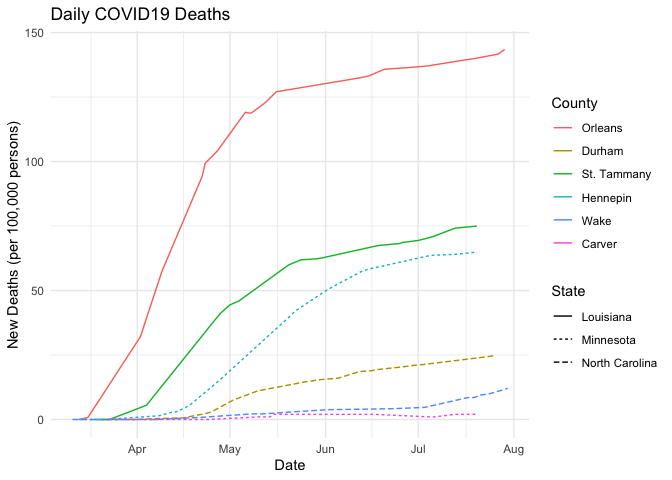 Daily COVID19 Deaths
New Deaths (per 100,000 persons)
150
100
50
0
Apr
May
Jun
Jul
Aug
Date
County
Orleans
Durham
St. Tammany
Hennepin
Wake
Carver
State
Louisiana
Minnesota
North Carolina